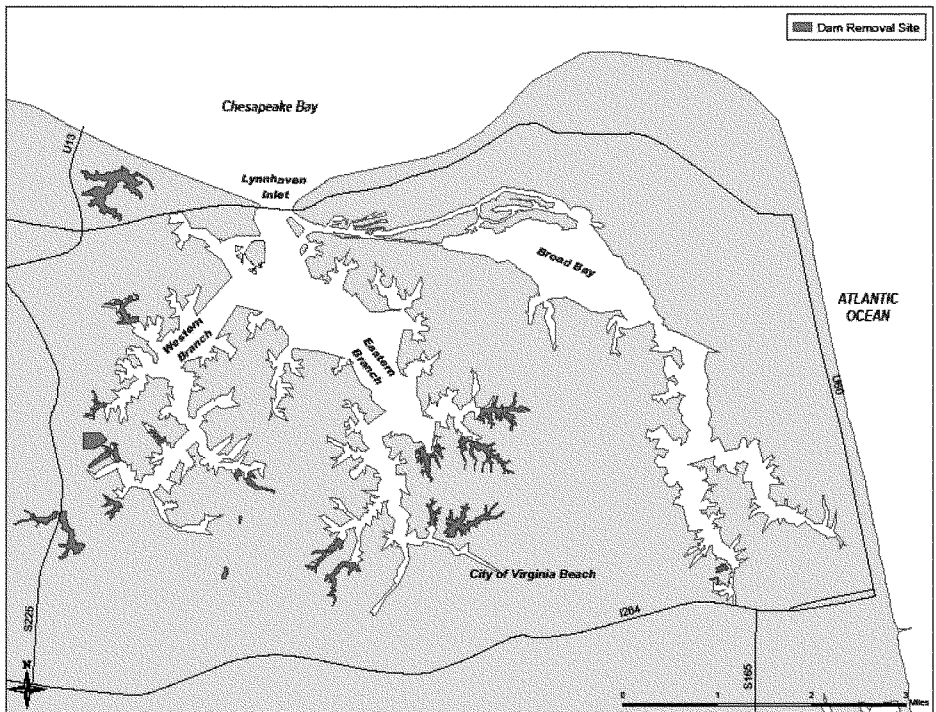 Dam Removal Site
Chesapeake Bay
U13
Lynnhaven
Inlet
Broad Bay
ATLANTIC
OCEAN
Western
Branch
Eastern
Branch
U60
City of Virginia Beach
I264
S225
S165
N
0 1 2 3
Miles